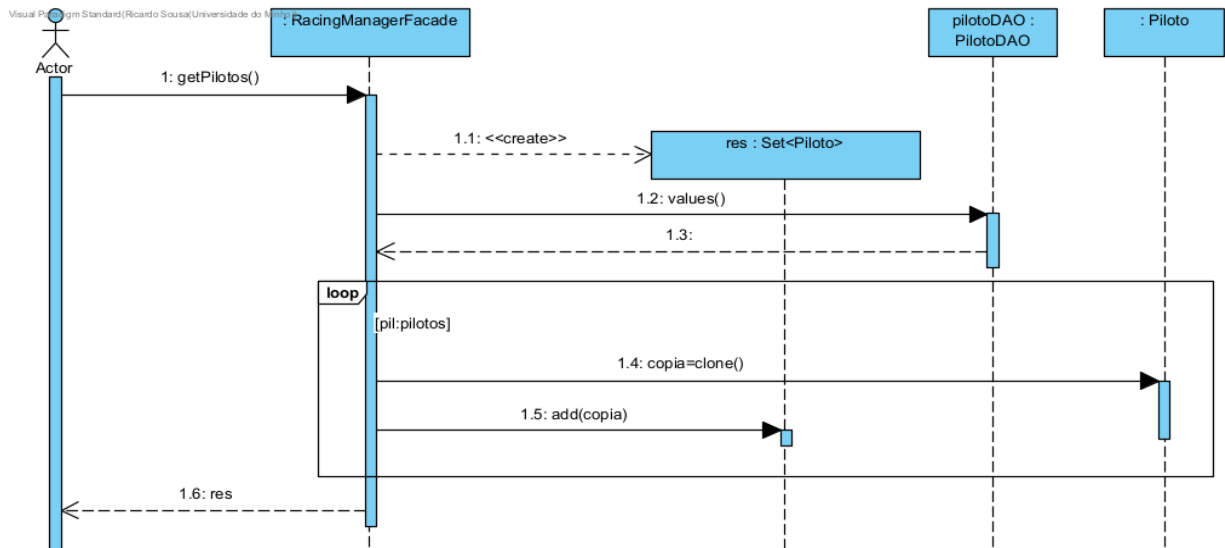 Visual Paradigm Standard(Ricardo Sousa(Universidade do Minho))
: RacingManagerFacade
pilotoDAO :
PilotoDAO
: Piloto
Actor
1: getPilotos()
1.1: <<create>>
res : Set<Piloto>
1.2: values()
1.3:
loop
[pil:pilotos]
1.4: copia=clone()
1.5: add(copia)
1.6: res